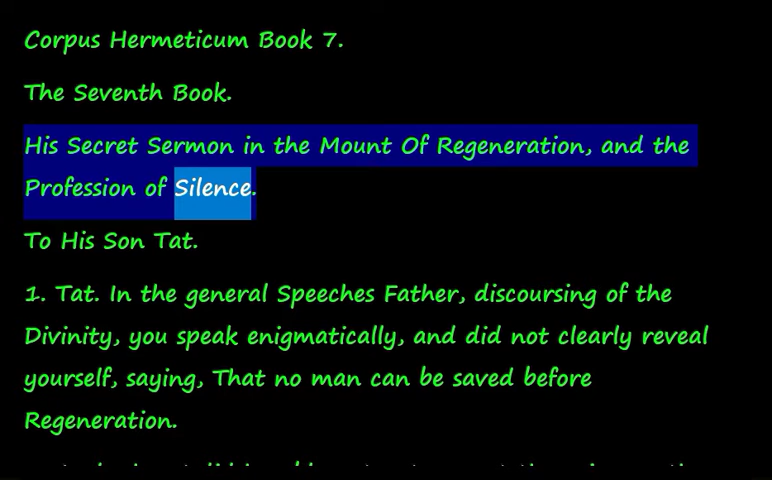 Corpus Hermeticum Book 7.
The Seventh Book.
His Secret Sermon in the Mount Of Regeneration, and the
Profession of Silence.
To His Son Tat.
1. Tat. In the general Speeches Father, discoursing of the
Divinity, you speak enigmatically, and did not clearly reveal
yourself, saying, That no man can be saved before
Regeneration.